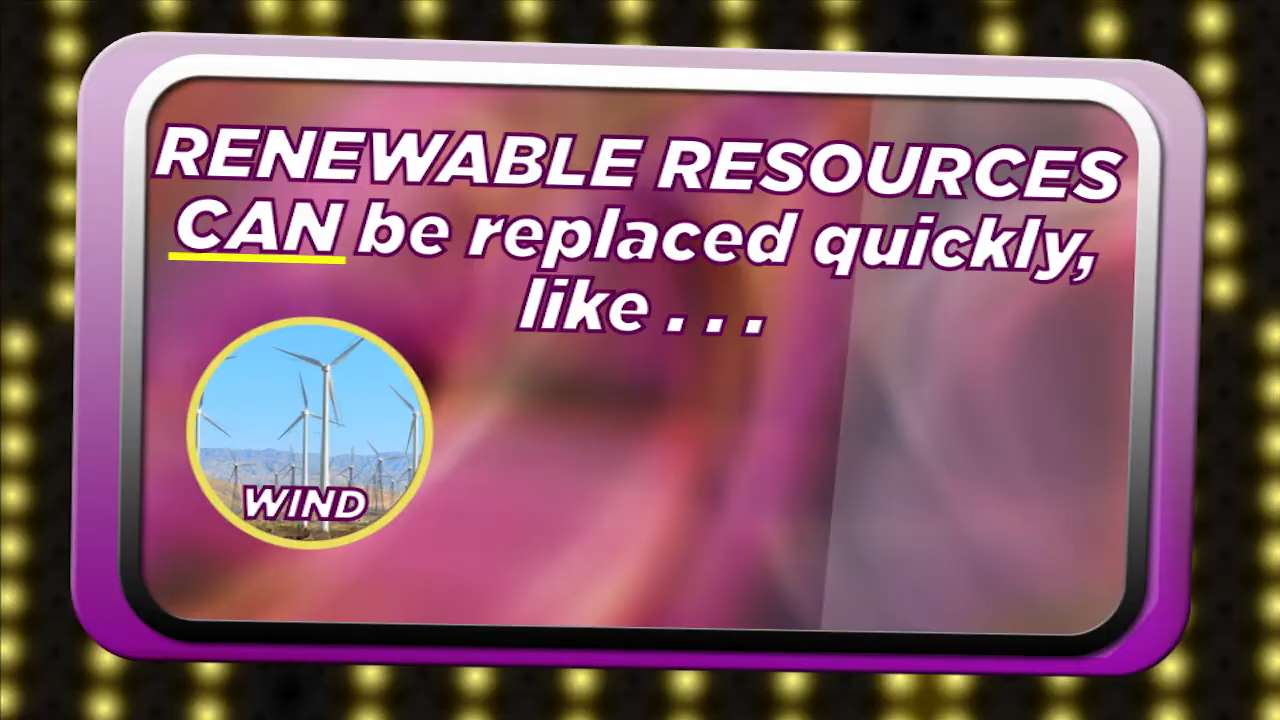 RENEWABLE RESOURCES
CAN be replaced quickly,
like . . .
WIND